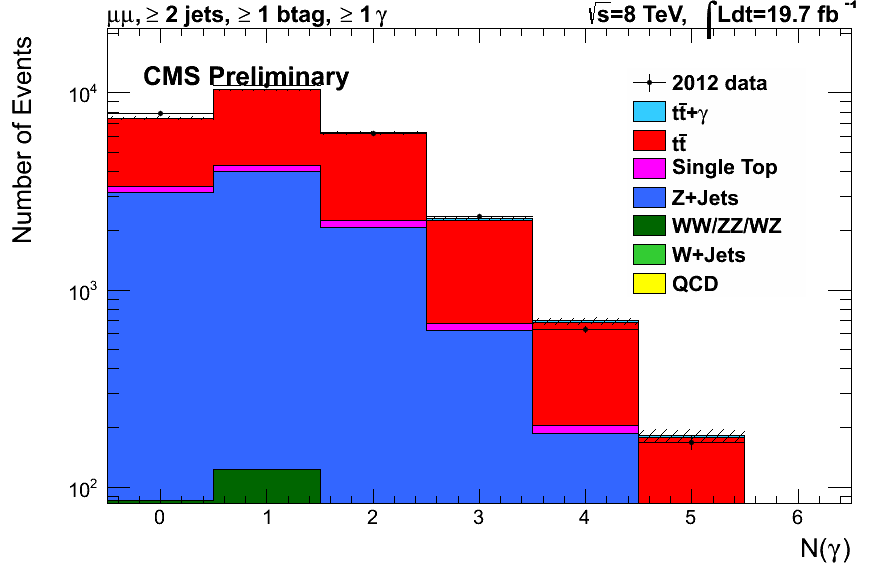 μμ, ≥ 2 jets, ≥ 1 btag, ≥ 1 γ
√s=8 TeV, ∫Ldt=19.7 fb⁻¹
CMS Preliminary
2012 data
tt̄+γ
tt̄
Single Top
Z+Jets
WW/ZZ/WZ
W+Jets
QCD
Number of Events
10⁴
10³
10²
0 1 2 3 4 5 6
N(γ)